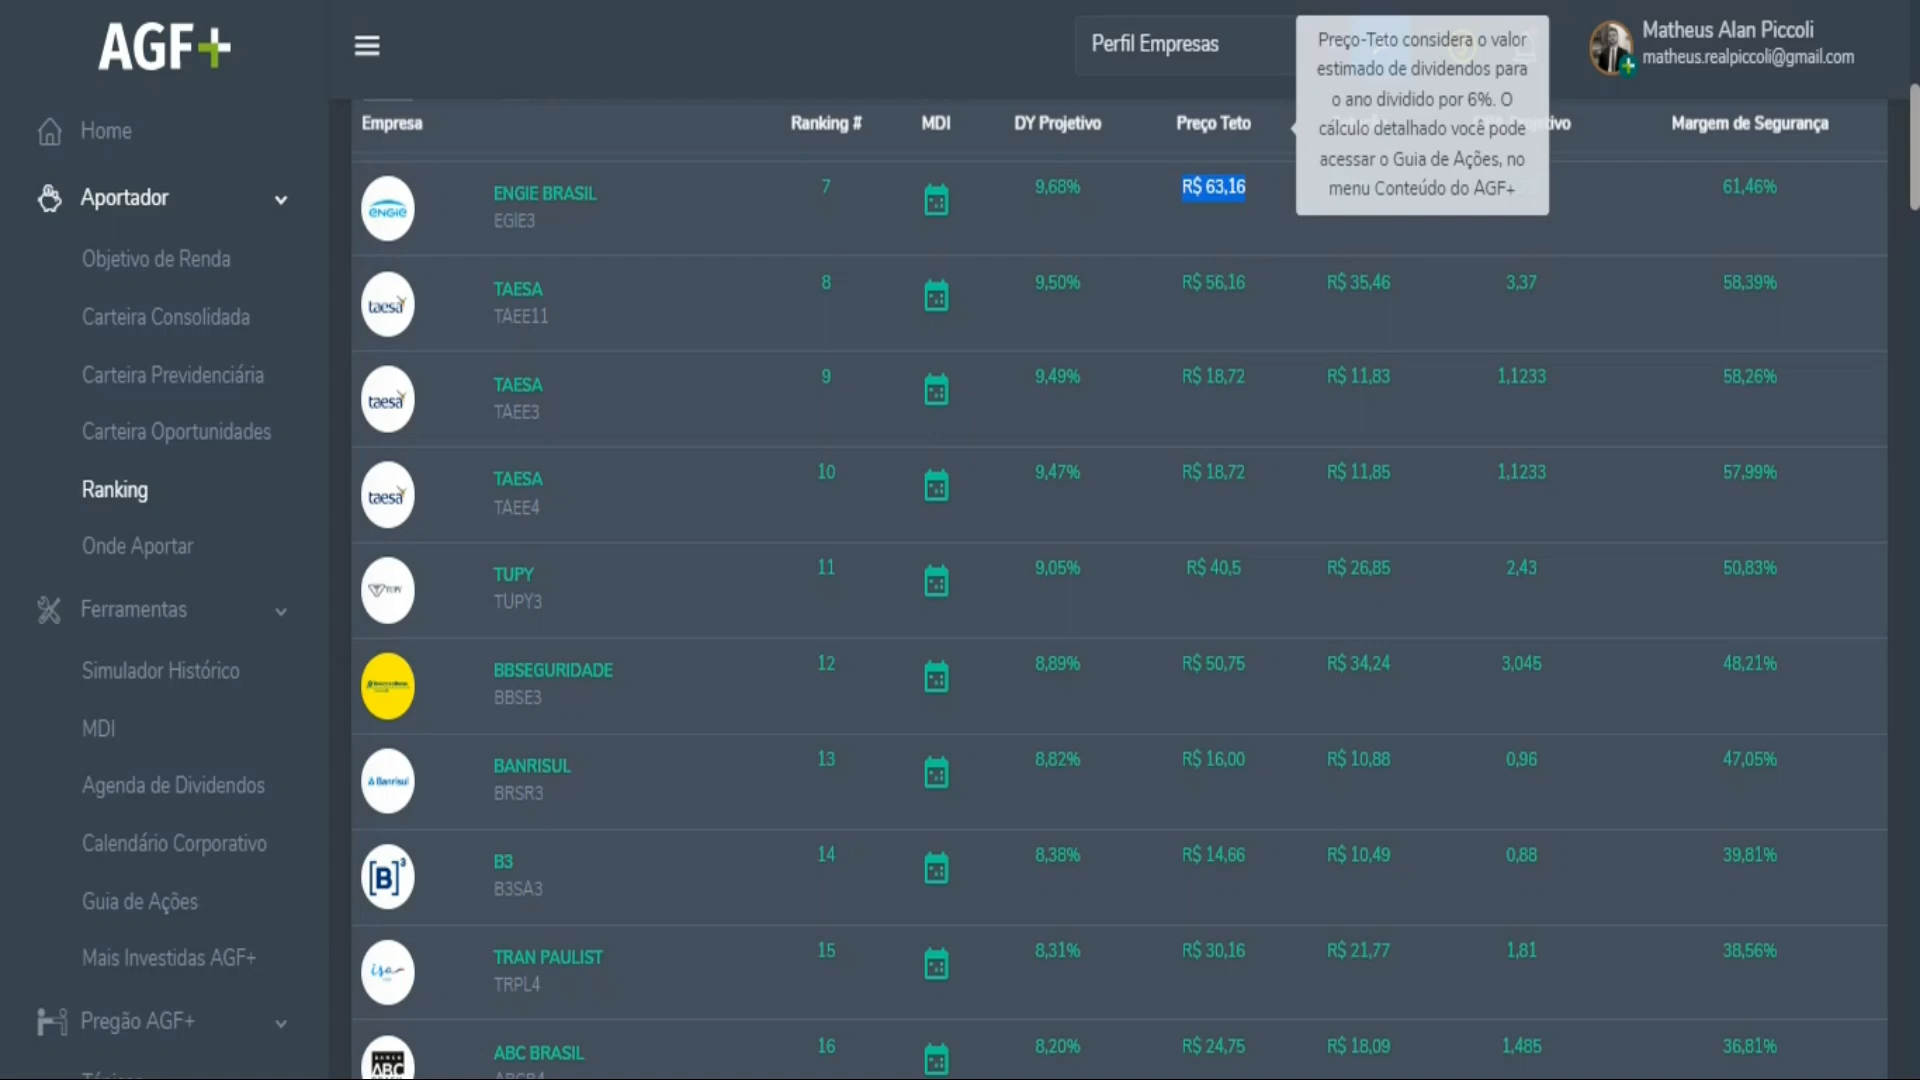 AGF+
Perfil Empresas
Preço-Teto considera o valor
estimado de dividendos para
o ano dividido por 6%. O
cálculo detalhado você pode
acessar o Guia de Ações, no
menu Conteúdo do AGF+
Matheus Alan Piccoli
matheus.realpiccoli@gmail.com
Home
Aportador
Objetivo de Renda
Carteira Consolidada
Carteira Previdenciária
Carteira Oportunidades
Ranking
Onde Aportar
Ferramentas
Simulador Histórico
MDI
Agenda de Dividendos
Calendário Corporativo
Guia de Ações
Mais Investidas AGF+
Pregão AGF+
Empresa Ranking # MDI DY Projetivo Preço Teto Margem de Segurança
engie ENGIE BRASIL 7 9,68% R$ 63,16 61,46%
EGIE3
taesa TAESA 8 9,50% R$ 56,16 R$ 35,46 3,37 58,39%
TAEE11
taesa TAESA 9 9,49% R$ 18,72 R$ 11,83 1,1233 58,26%
TAEE3
taesa TAESA 10 9,47% R$ 18,72 R$ 11,85 1,1233 57,99%
TAEE4
TUPY TUPY 11 9,05% R$ 40,5 R$ 26,85 2,43 50,83%
TUPY3
BBSEGURIDADE 12 8,89% R$ 50,75 R$ 34,24 3,045 48,21%
BBSE3
Banrisul BANRISUL 13 8,82% R$ 16,00 R$ 10,88 0,96 47,05%
BRSR3
[B]³ B3 14 8,38% R$ 14,66 R$ 10,49 0,88 39,81%
B3SA3
isa TRAN PAULIST 15 8,31% R$ 30,16 R$ 21,77 1,81 38,56%
TRPL4
ABC ABC BRASIL 16 8,20% R$ 24,75 R$ 18,09 1,485 36,81%